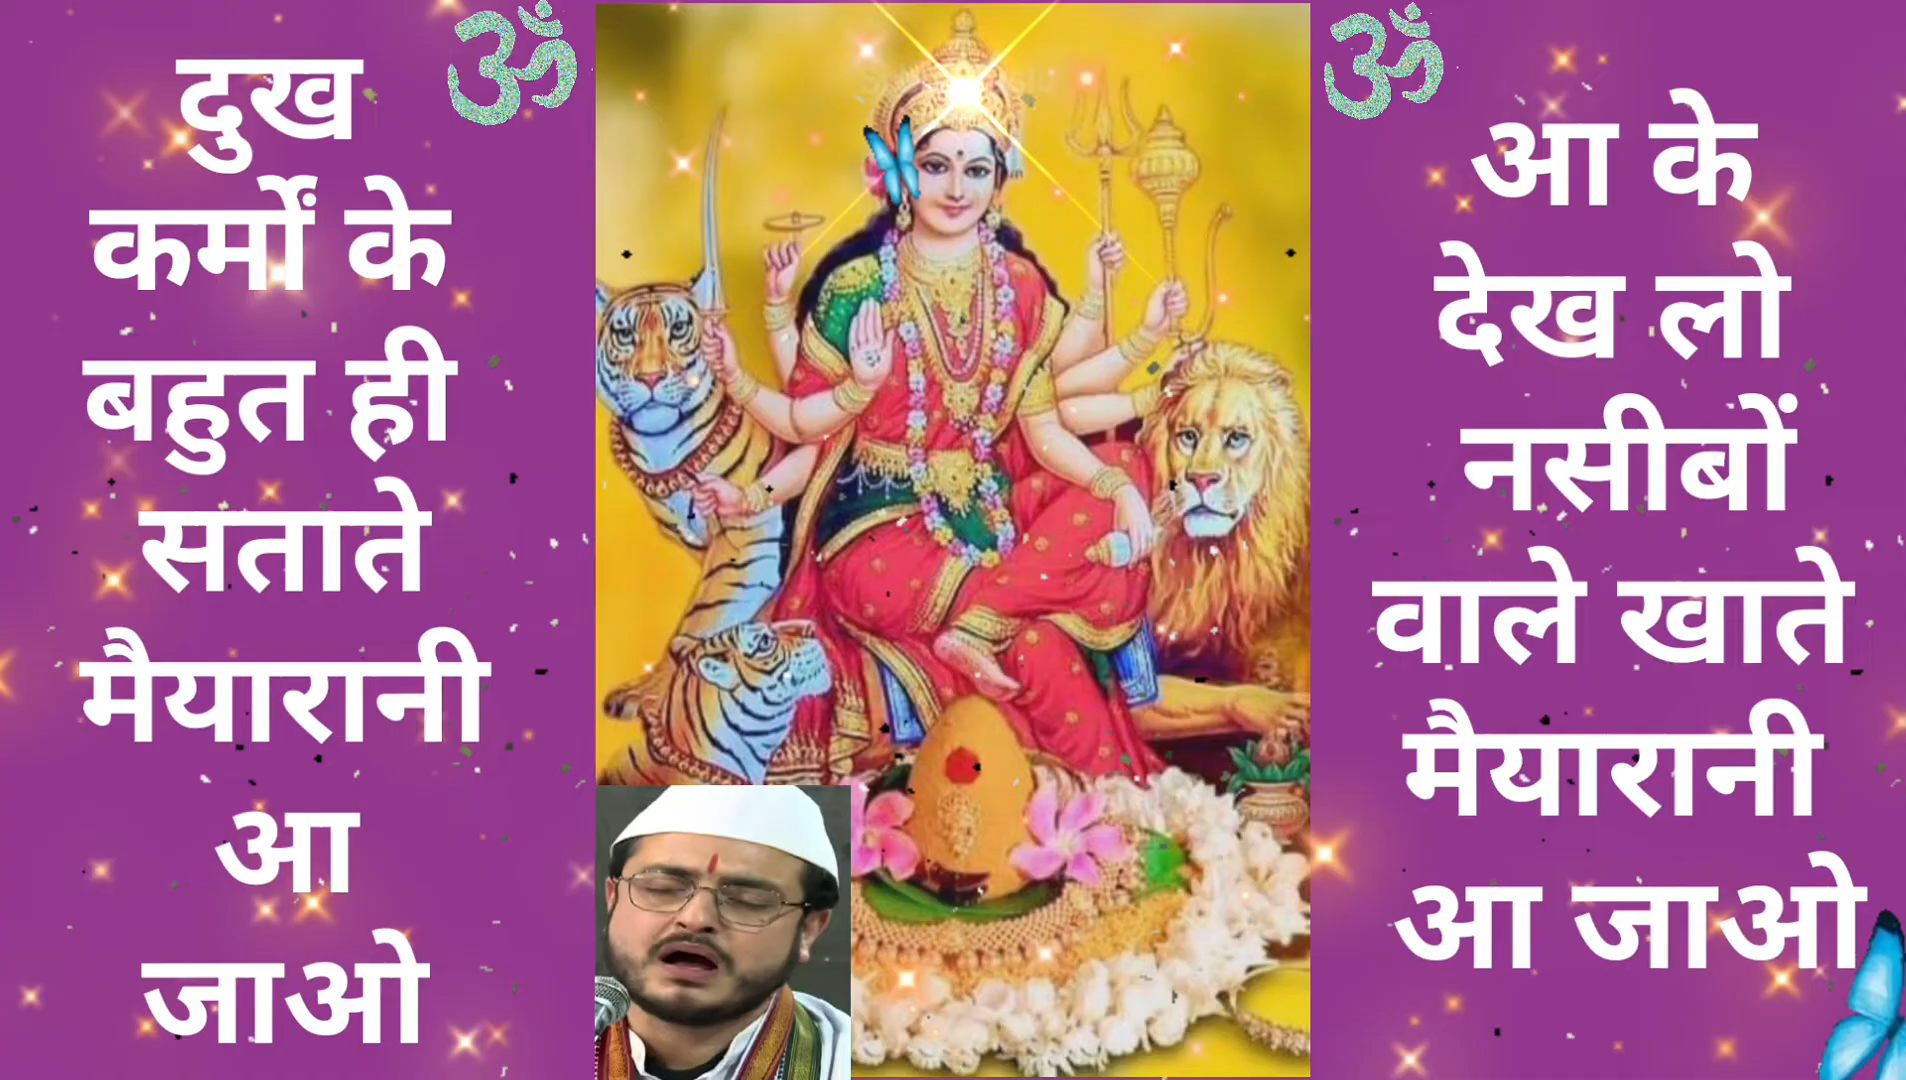 ॐ
दुख
कर्मों के
बहुत ही
सताते
मैयारानी
आ
जाओ
ॐ
आ के
देख लो
नसीबों
वाले खाते
मैयारानी
आ जाओ